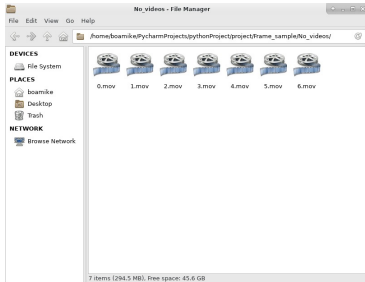 No_videos - File Manager
File Edit View Go Help
/home/boamike/PycharmProjects/pythonProject/project/Frame_sample/No_videos/
DEVICES
File System
PLACES
boamike
Desktop
Trash
NETWORK
Browse Network
0.mov 1.mov 2.mov 3.mov 4.mov 5.mov 6.mov
7 items (294.5 MB), Free space: 45.6 GB